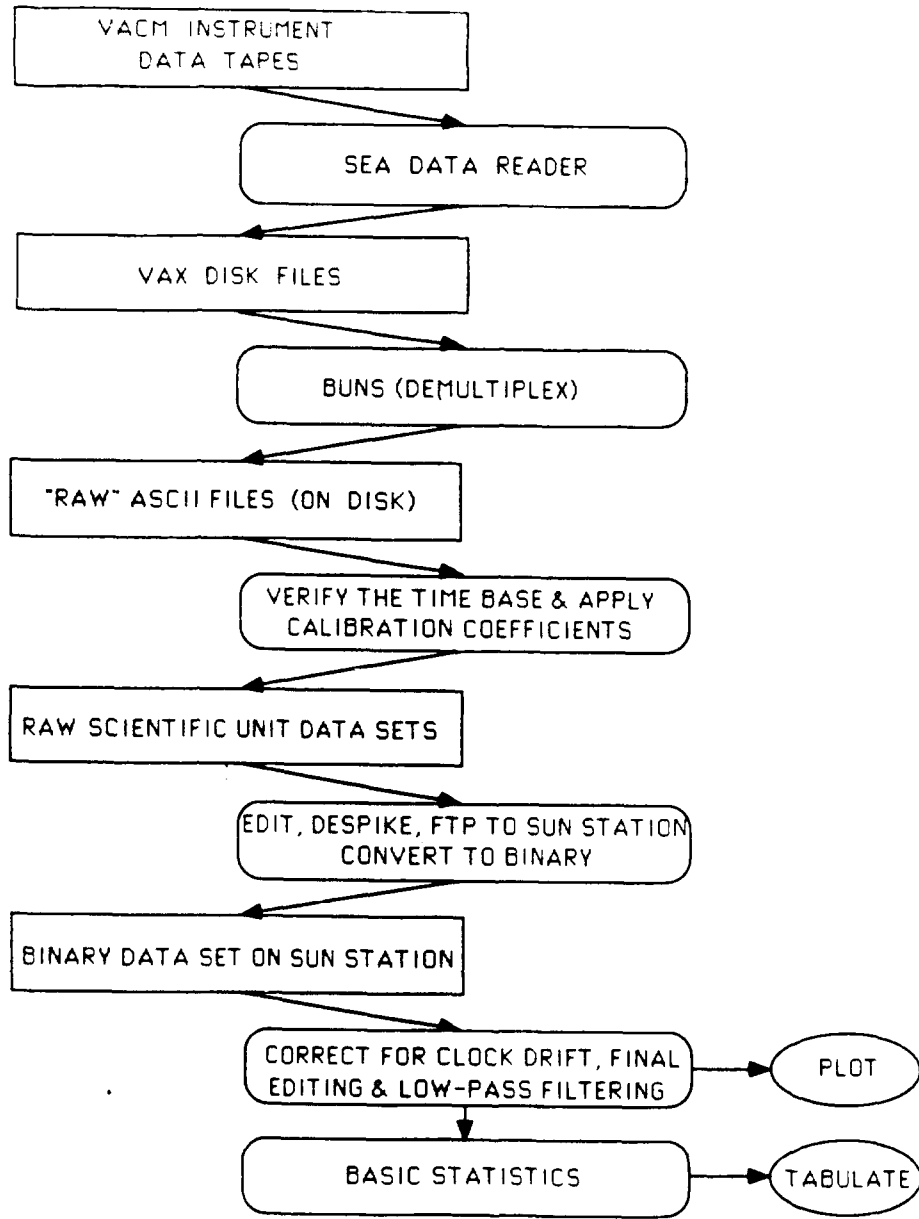 VACM INSTRUMENT
DATA TAPES
SEA DATA READER
VAX DISK FILES
BUNS (DEMULTIPLEX)
"RAW" ASCII FILES (ON DISK)
VERIFY THE TIME BASE & APPLY
CALIBRATION COEFFICIENTS
RAW SCIENTIFIC UNIT DATA SETS
EDIT, DESPIKE, FTP TO SUN STATION
CONVERT TO BINARY
BINARY DATA SET ON SUN STATION
CORRECT FOR CLOCK DRIFT, FINAL
EDITING & LOW-PASS FILTERING
PLOT
BASIC STATISTICS
TABULATE